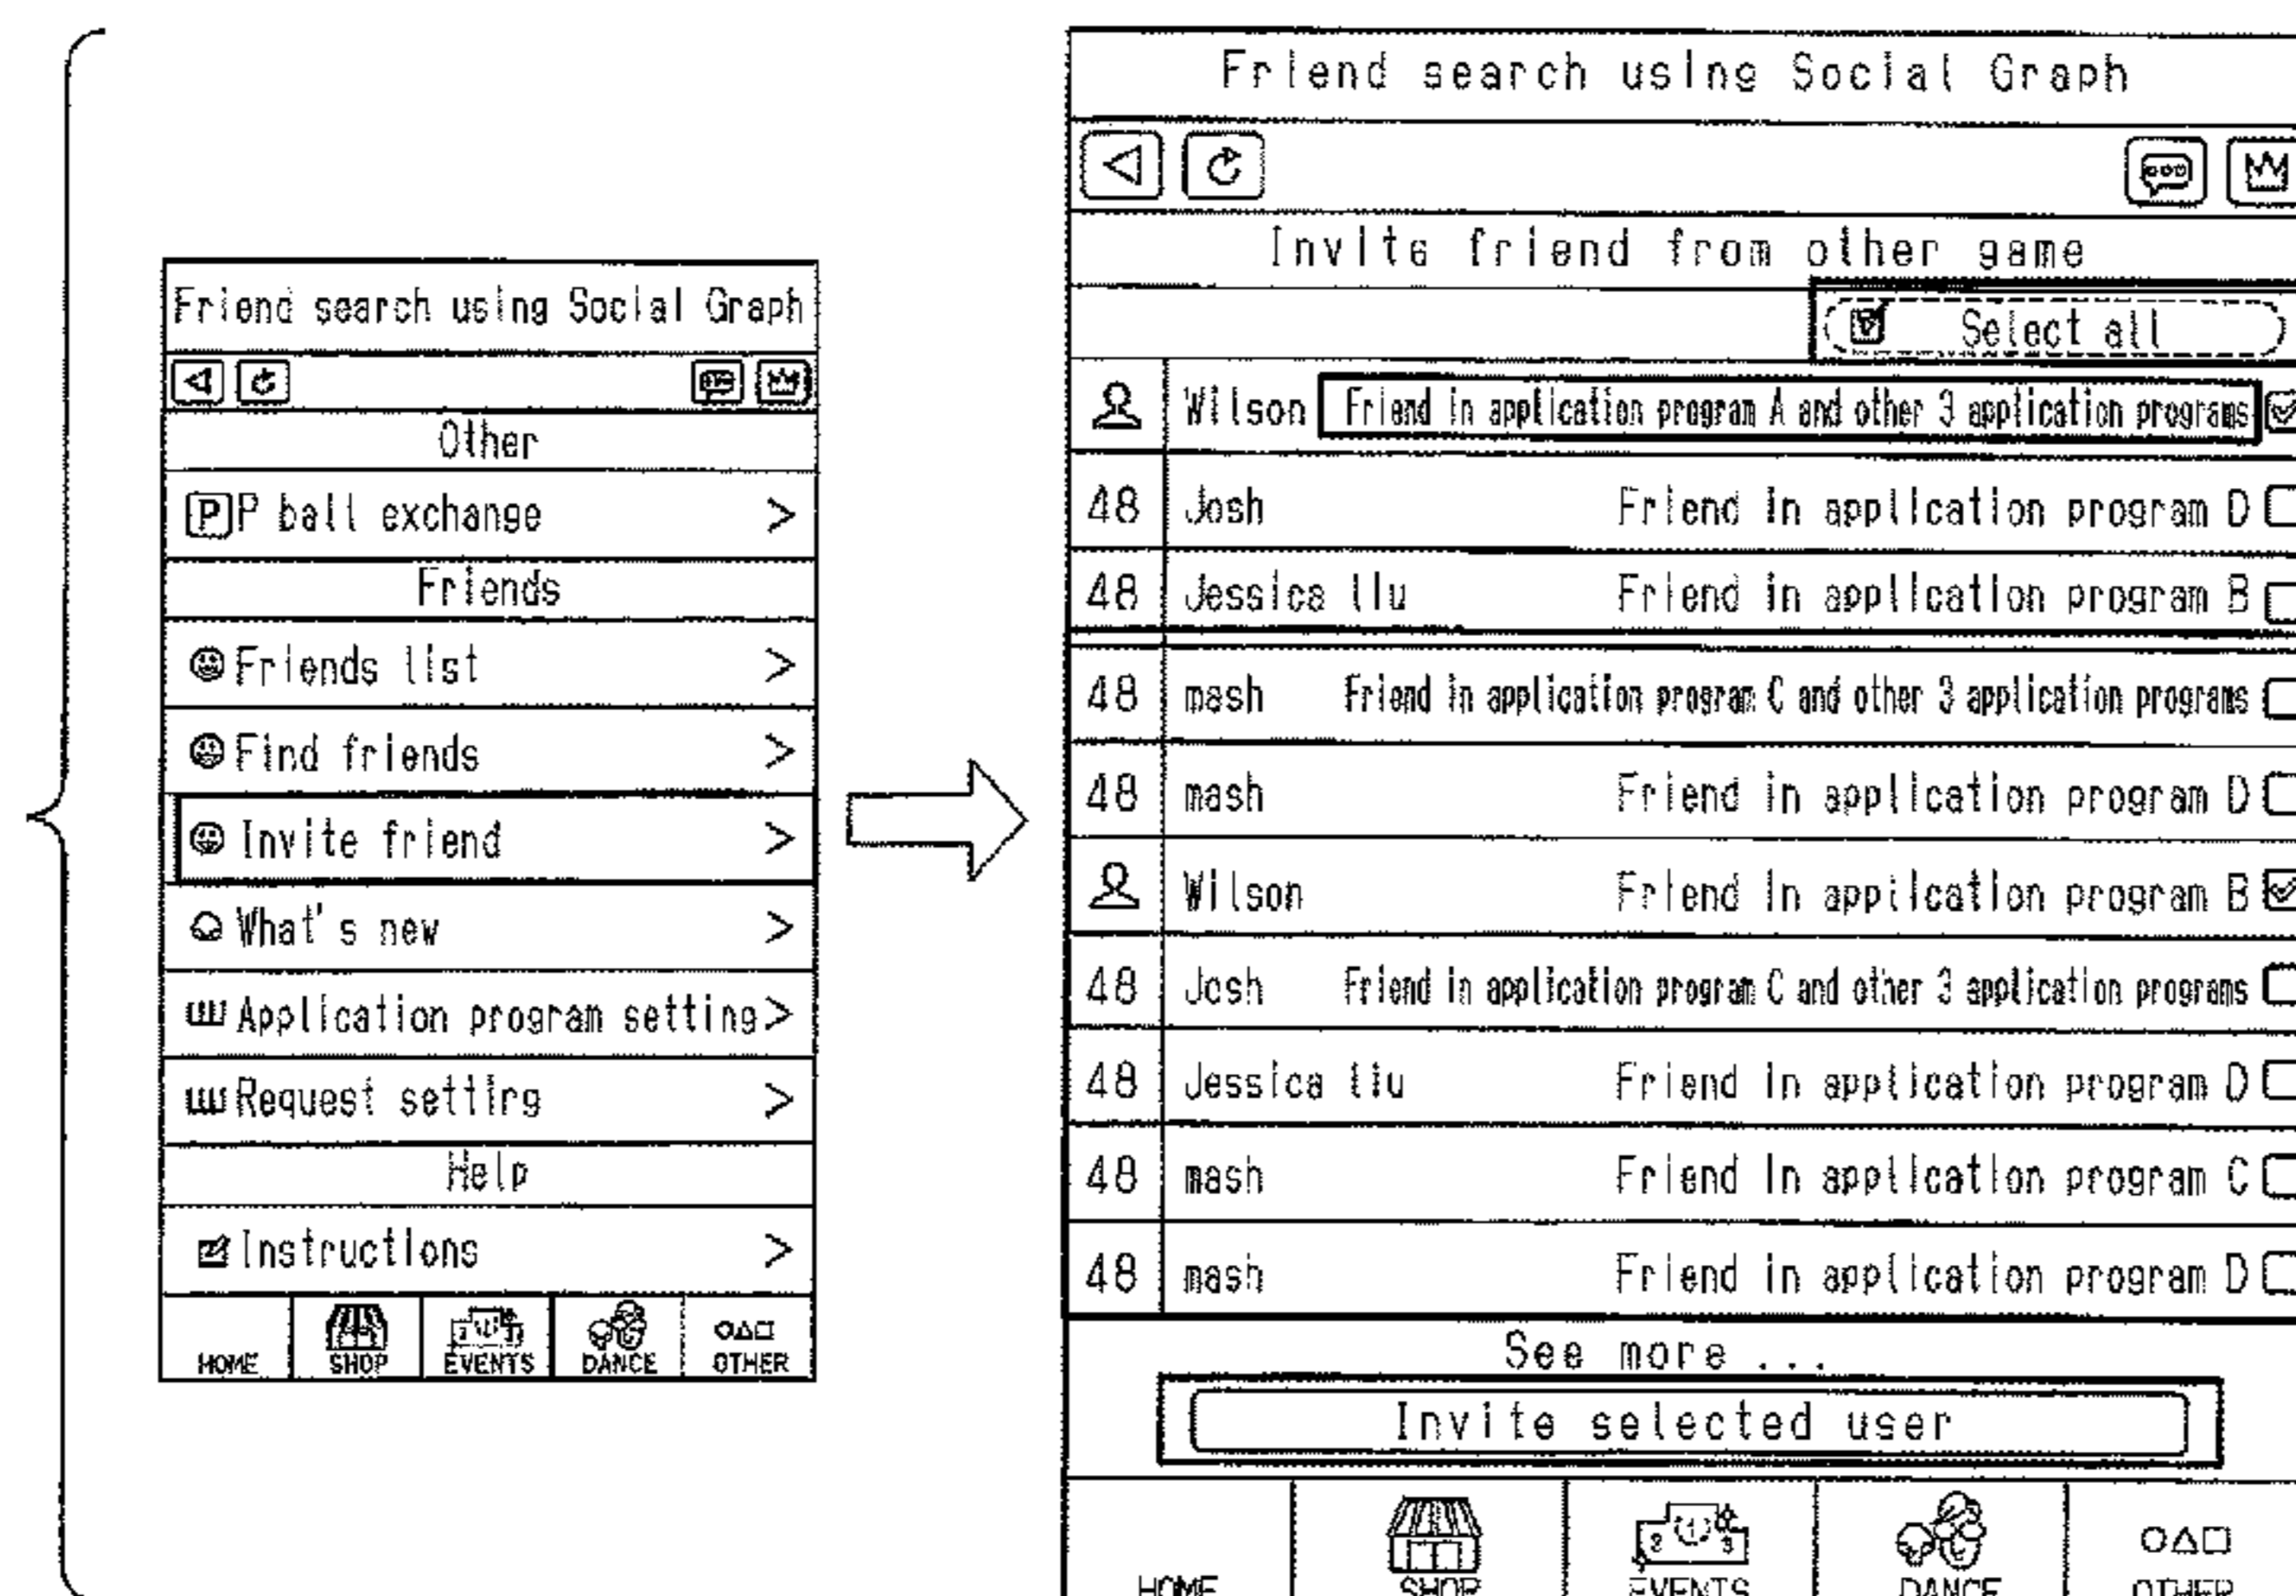 Friend search using Social Graph
Other
P P ball exchange >
Friends
Friends list >
Find friends >
Invite friend >
What's new >
Application program setting >
Request setting >
Help
Instructions >
HOME SHOP EVENTS DANCE OTHER
Friend search using Social Graph
Invite friend from other game
Select all
Wilson Friend in application program A and other 3 application programs
48 Josh Friend in application program D
48 Jessica liu Friend in application program B
48 mash Friend in application program C and other 3 application programs
48 mash Friend in application program D
Wilson Friend in application program B
48 Josh Friend in application program C and other 3 application programs
48 Jessica liu Friend in application program D
48 mash Friend in application program C
48 mash Friend in application program D
See more ...
Invite selected user
2 1 3
HOME SHOP EVENTS DANCE OTHER